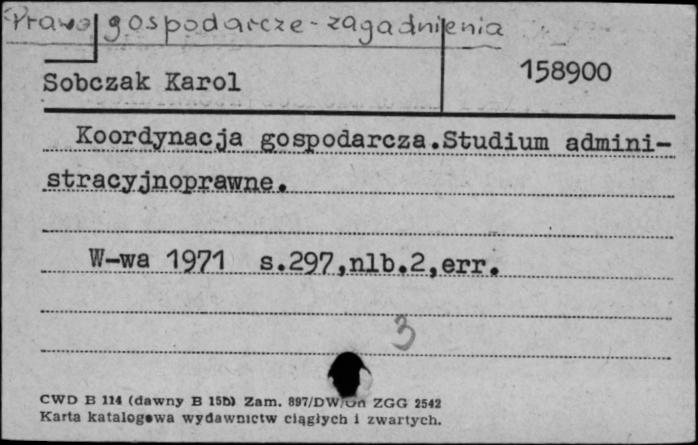 Prawo gospodarcze - zagadnienia
Sobczak Karol
158900
Koordynacja gospodarcza.Studium admini-
stracyjnoprawne.
W-wa 1971 s.297,nlb.2,err.
3
CWD B 114 (dawny B 15b) Zam. 897/DW/Gn ZGG 2542
Karta katalogowa wydawnictw ciągłych i zwartych.